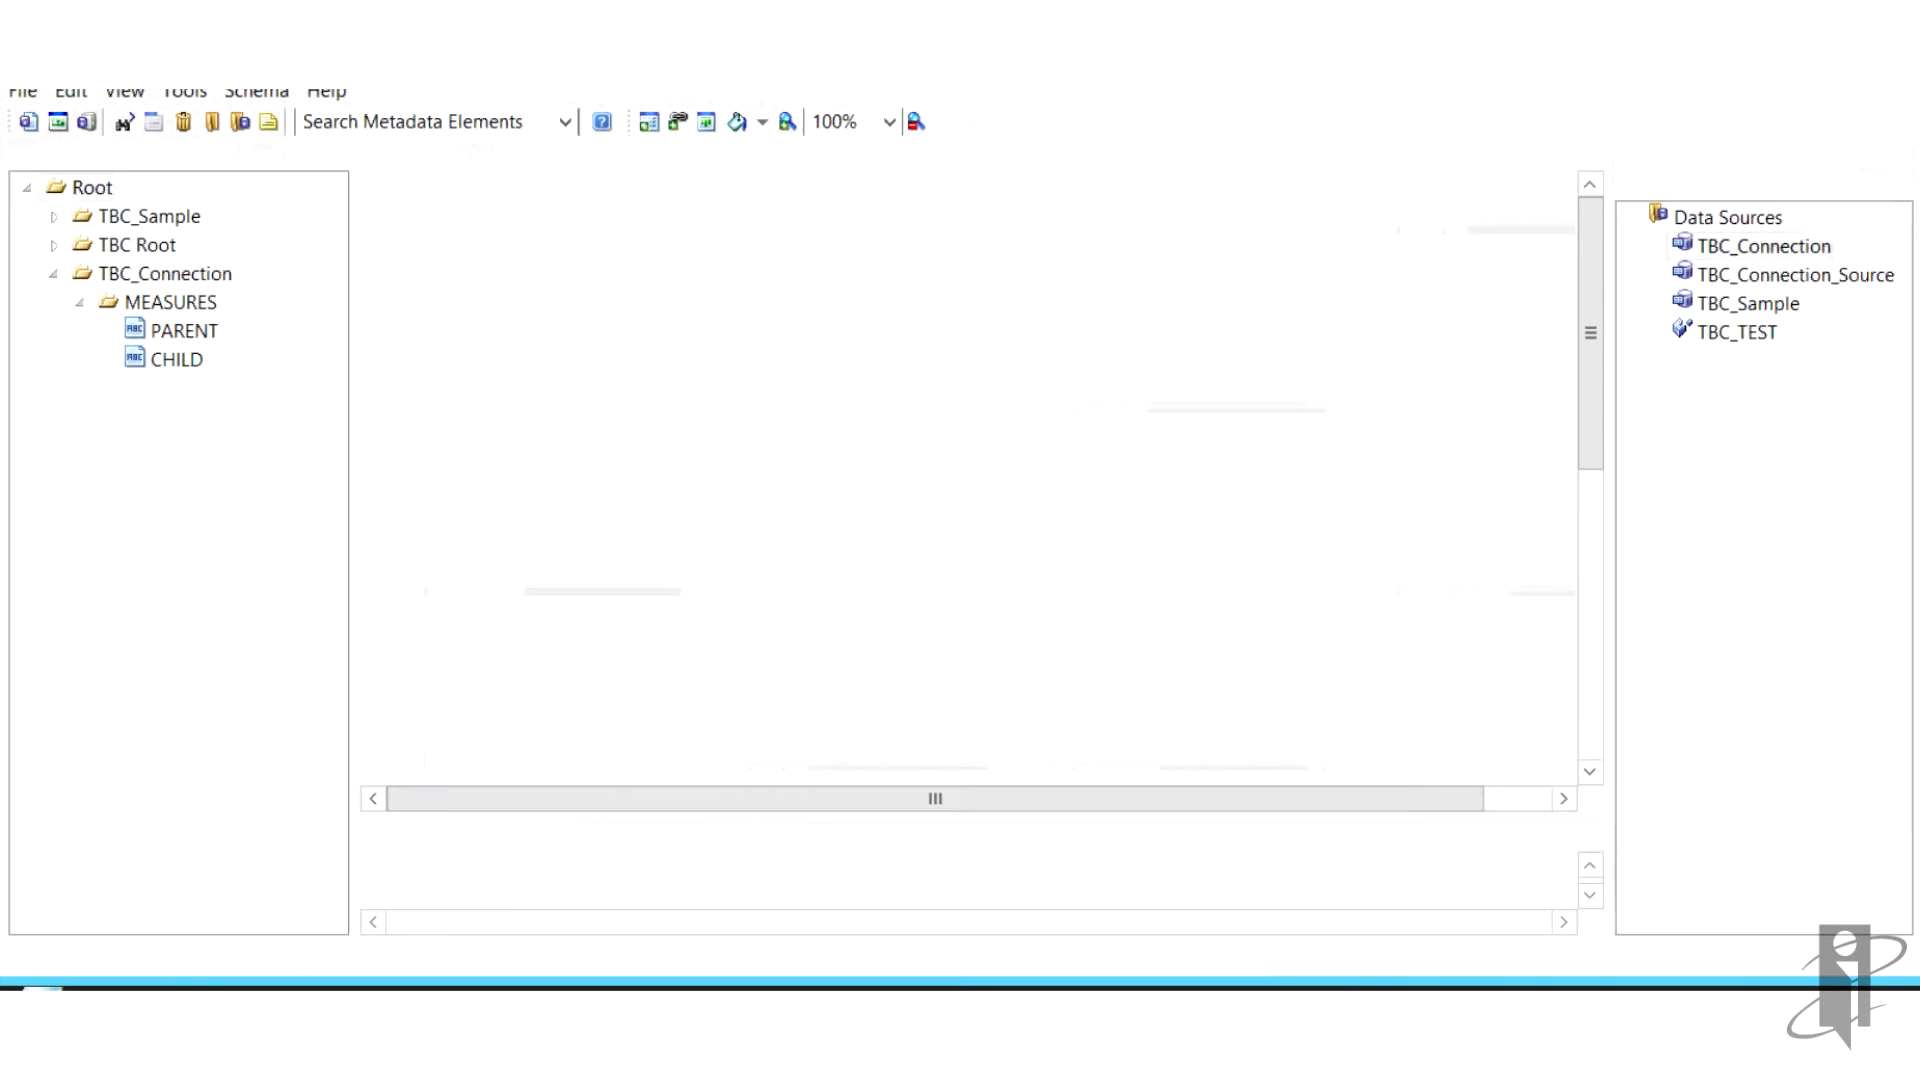 File Edit View Tools Schema Help
Search Metadata Elements 100%
Root
TBC_Sample
TBC Root
TBC_Connection
MEASURES
PARENT
CHILD
Data Sources
TBC_Connection
TBC_Connection_Source
TBC_Sample
TBC_TEST